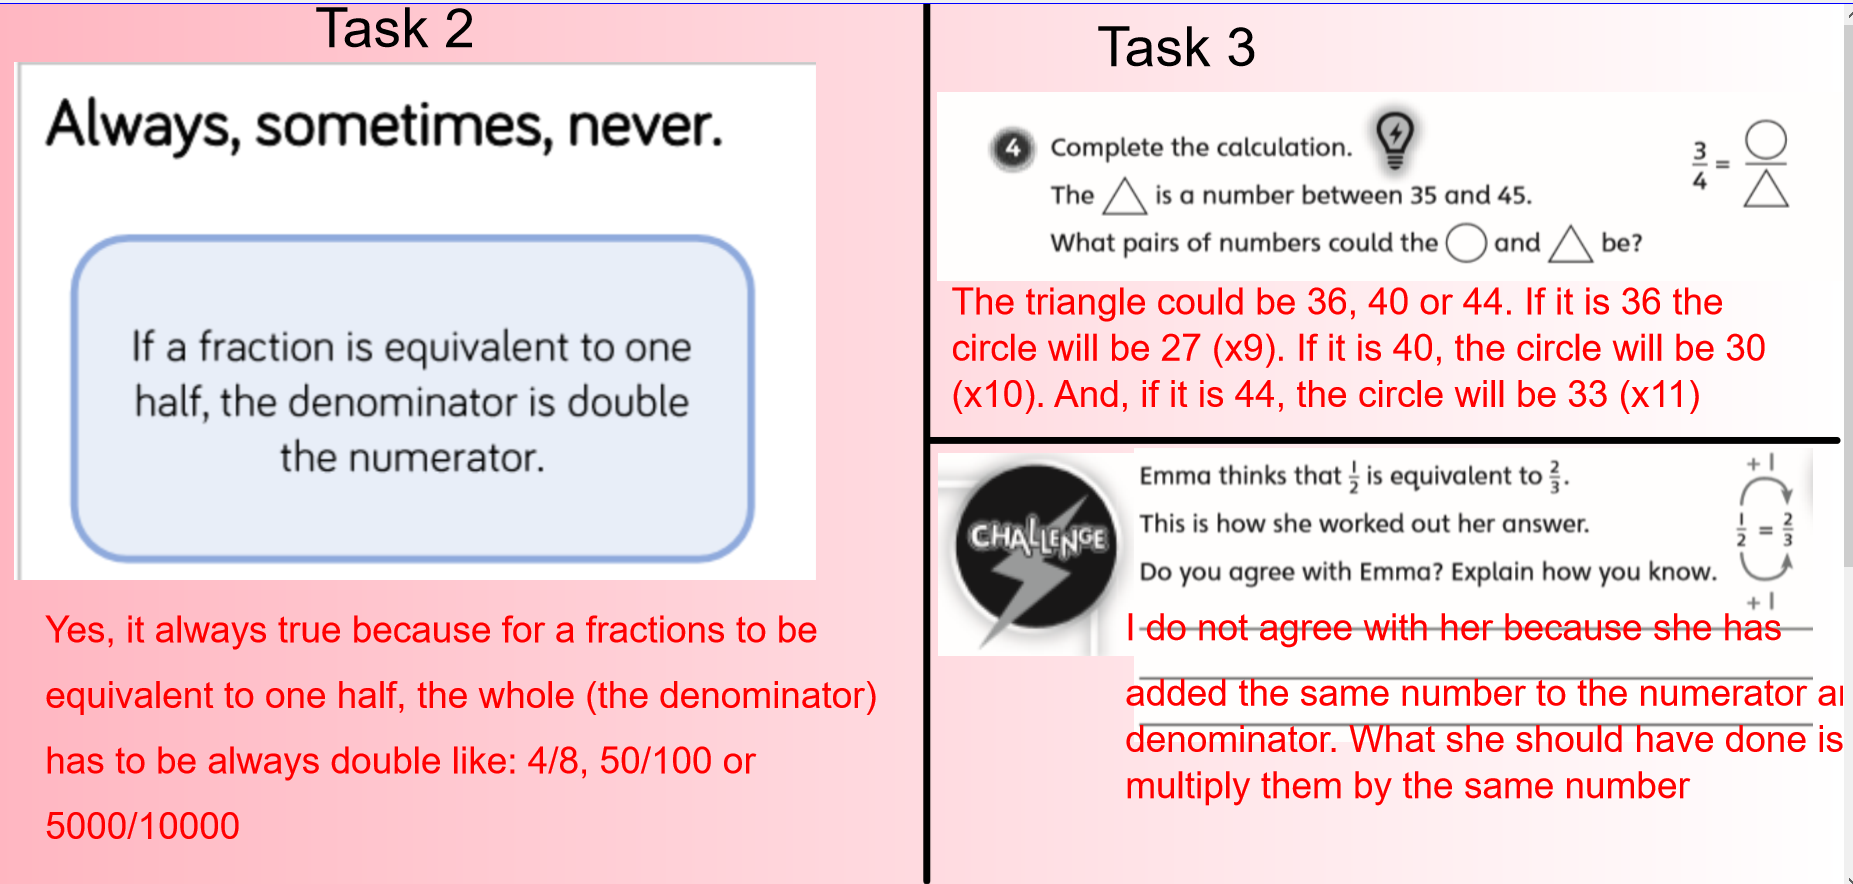 Task 2
Always, sometimes, never.
If a fraction is equivalent to one
half, the denominator is double
the numerator.
Yes, it always true because for a fractions to be
equivalent to one half, the whole (the denominator)
has to be always double like: 4/8, 50/100 or
5000/10000
Task 3
4 Complete the calculation.
The △ is a number between 35 and 45.
What pairs of numbers could the ○ and △ be?
3/4 = ○/△
The triangle could be 36, 40 or 44. If it is 36 the
circle will be 27 (x9). If it is 40, the circle will be 30
(x10). And, if it is 44, the circle will be 33 (x11)
CHALLENGE
Emma thinks that 1/2 is equivalent to 2/3.
This is how she worked out her answer.
Do you agree with Emma? Explain how you know.
+1
1/2 = 2/3
+1
I do not agree with her because she has
added the same number to the numerator
denominator. What she should have done is
multiply them by the same number